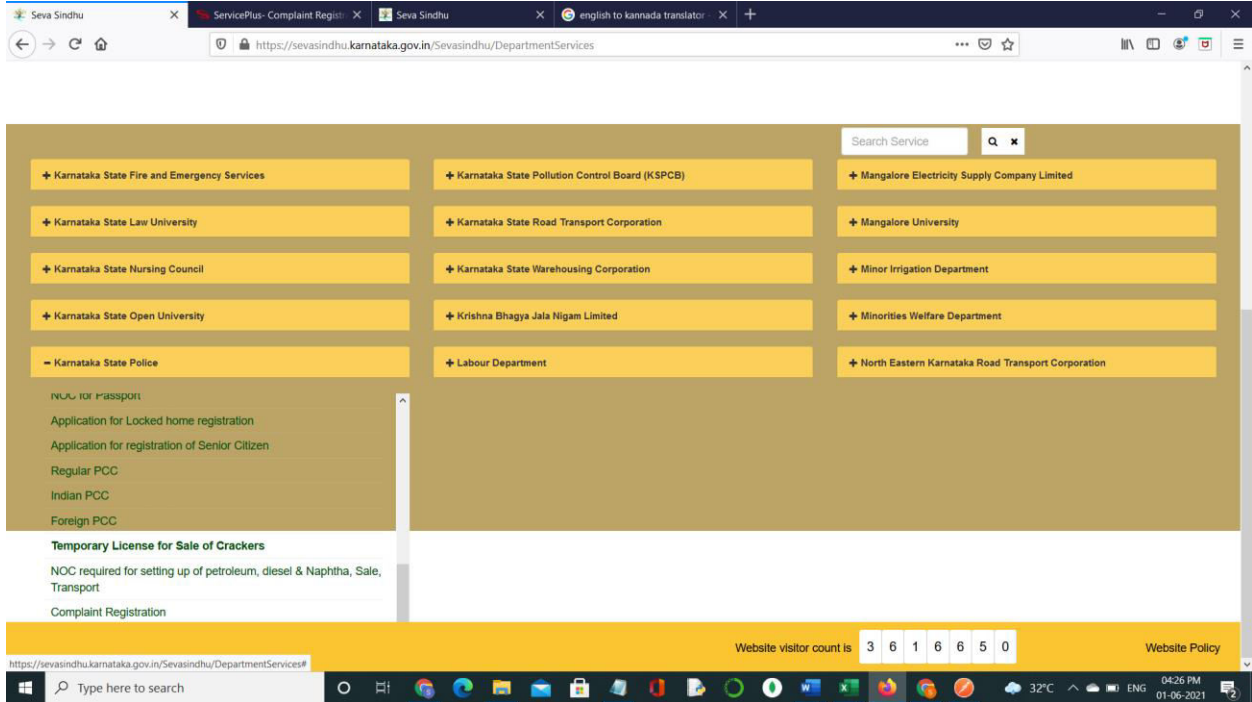 Seva Sindhu
ServicePlus- Complaint Registr
Seva Sindhu
english to kannada translator -
https://sevasindhu.karnataka.gov.in/Sevasindhu/DepartmentServices
Search Service
+ Karnataka State Fire and Emergency Services
+ Karnataka State Pollution Control Board (KSPCB)
+ Mangalore Electricity Supply Company Limited
+ Karnataka State Law University
+ Karnataka State Road Transport Corporation
+ Mangalore University
+ Karnataka State Nursing Council
+ Karnataka State Warehousing Corporation
+ Minor Irrigation Department
+ Karnataka State Open University
+ Krishna Bhagya Jala Nigam Limited
+ Minorities Welfare Department
− Karnataka State Police
+ Labour Department
+ North Eastern Karnataka Road Transport Corporation
NOC for Passport
Application for Locked home registration
Application for registration of Senior Citizen
Regular PCC
Indian PCC
Foreign PCC
Temporary License for Sale of Crackers
NOC required for setting up of petroleum, diesel & Naphtha, Sale,
Transport
Complaint Registration
Website visitor count is 3 6 1 6 6 5 0
Website Policy
https://sevasindhu.karnataka.gov.in/Sevasindhu/DepartmentServices#
Type here to search
32°C
ENG
04:26 PM
01-06-2021
2